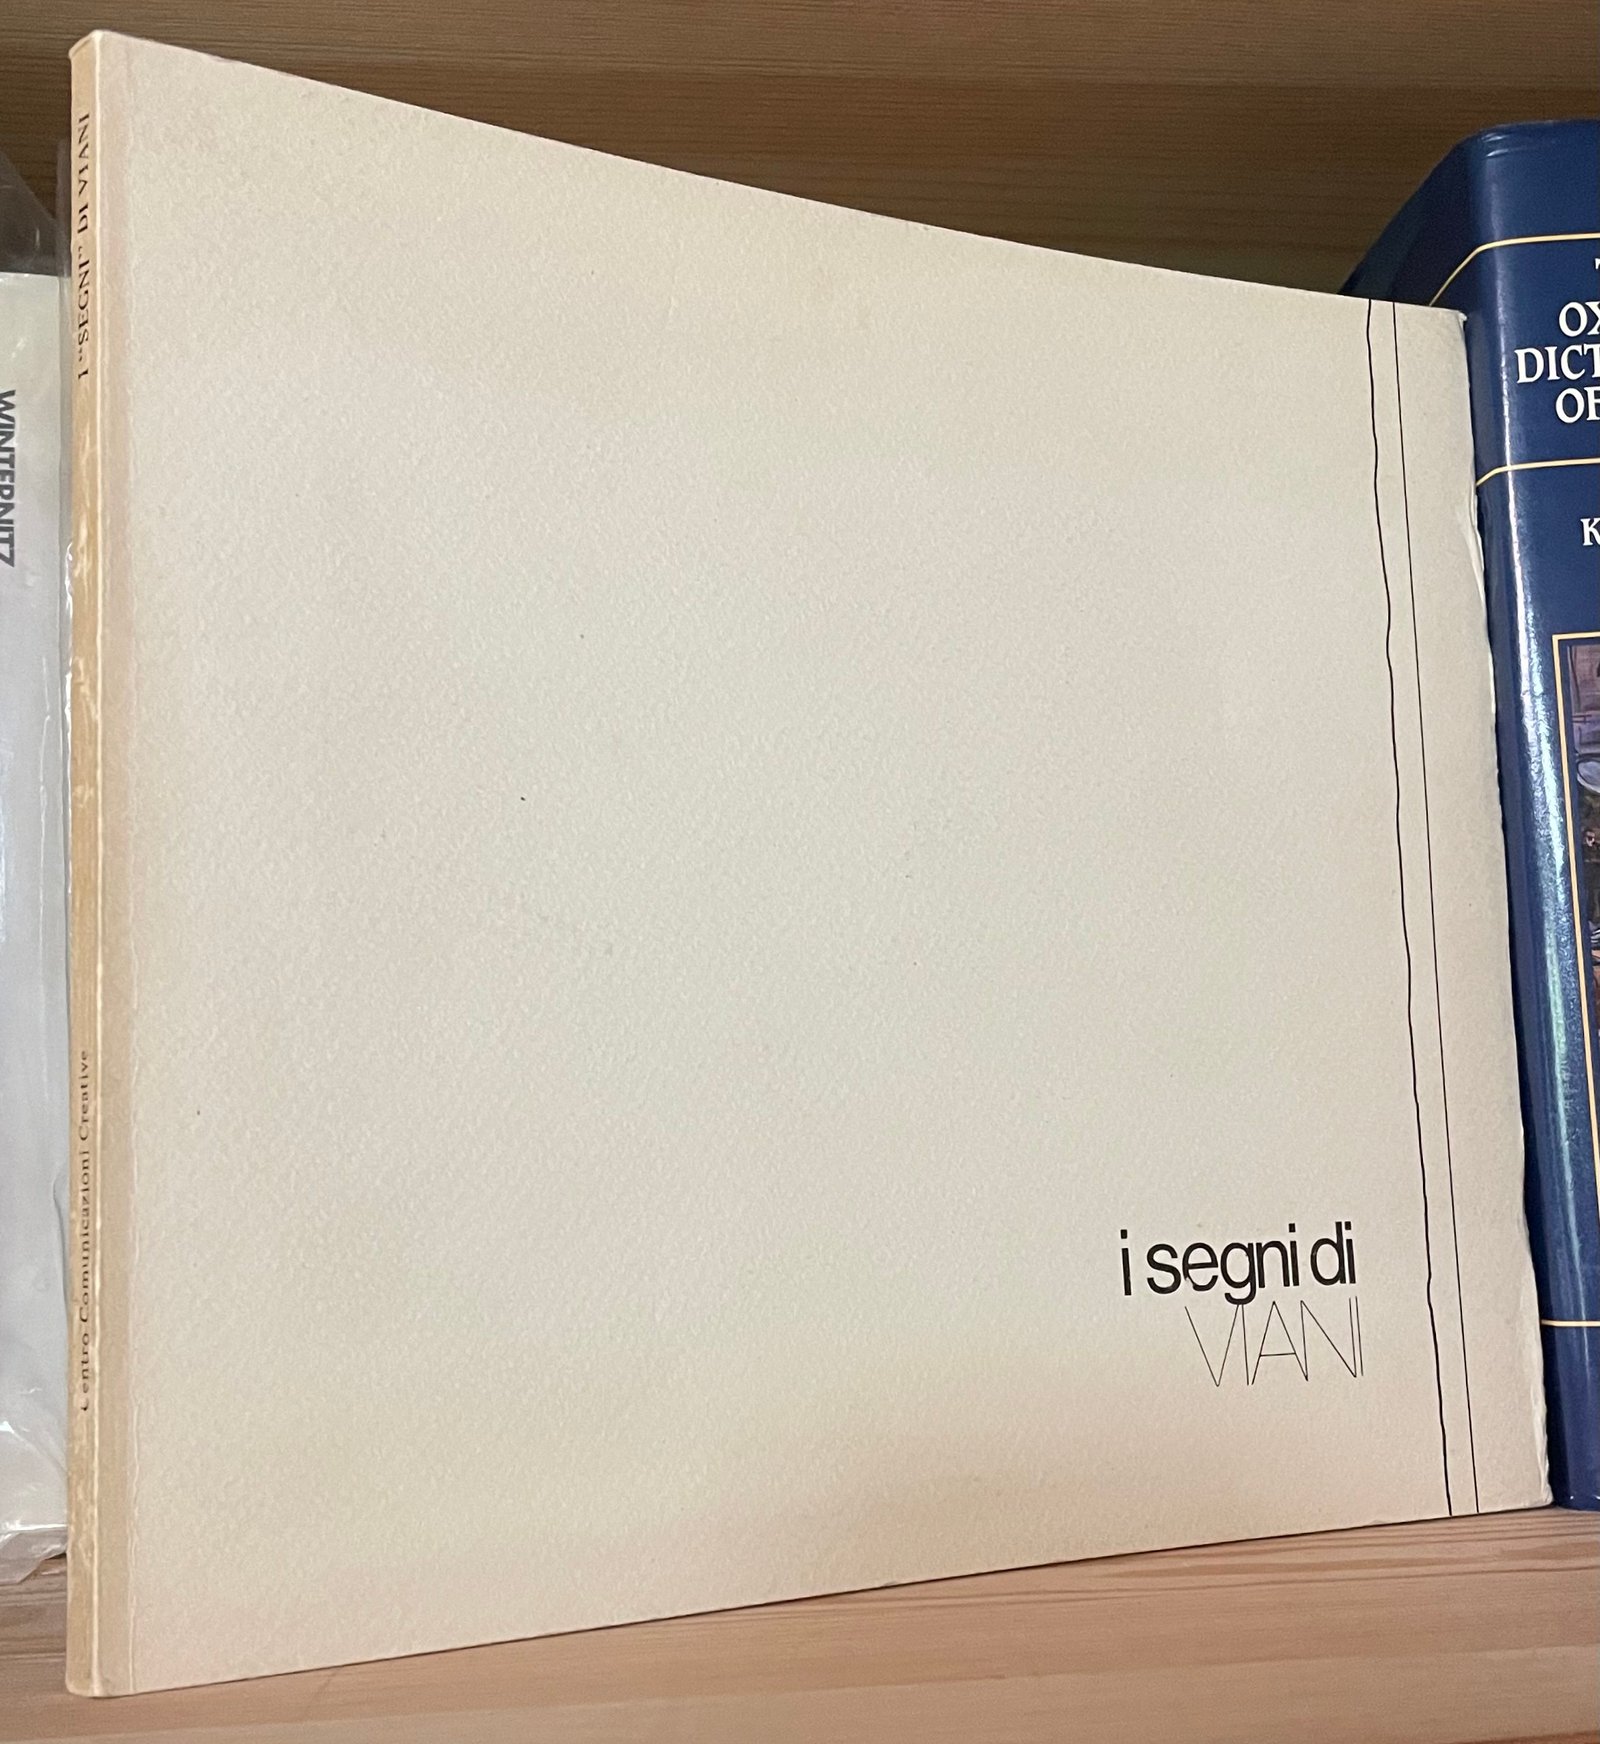 WINTERNITZ
I “SEGNI” DI VIANI
Centro Comunicazioni Creative
i segni di
VIANI
OX
DICT
OF
K